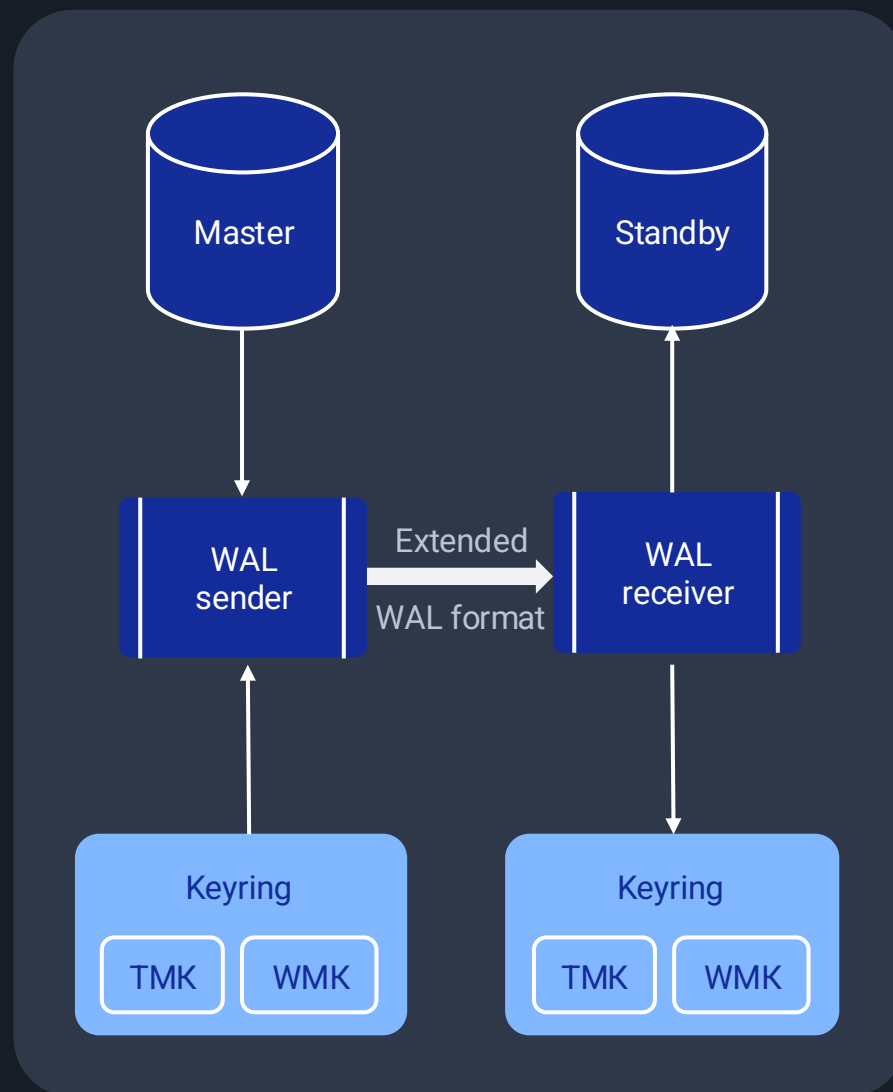 Master
Standby
WAL
sender
Extended
WAL format
WAL
receiver
Keyring
TMK
WMK
Keyring
TMK
WMK